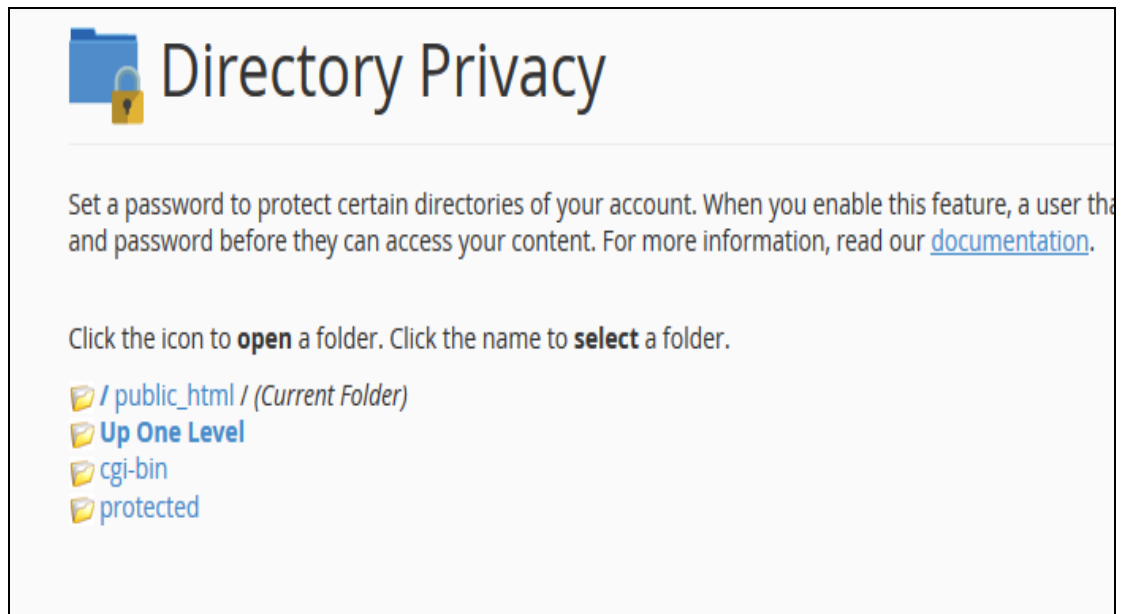 Directory Privacy
Set a password to protect certain directories of your account. When you enable this feature, a user
and password before they can access your content. For more information, read our documentation.
Click the icon to open a folder. Click the name to select a folder.
/ public_html / (Current Folder)
Up One Level
cgi-bin
protected